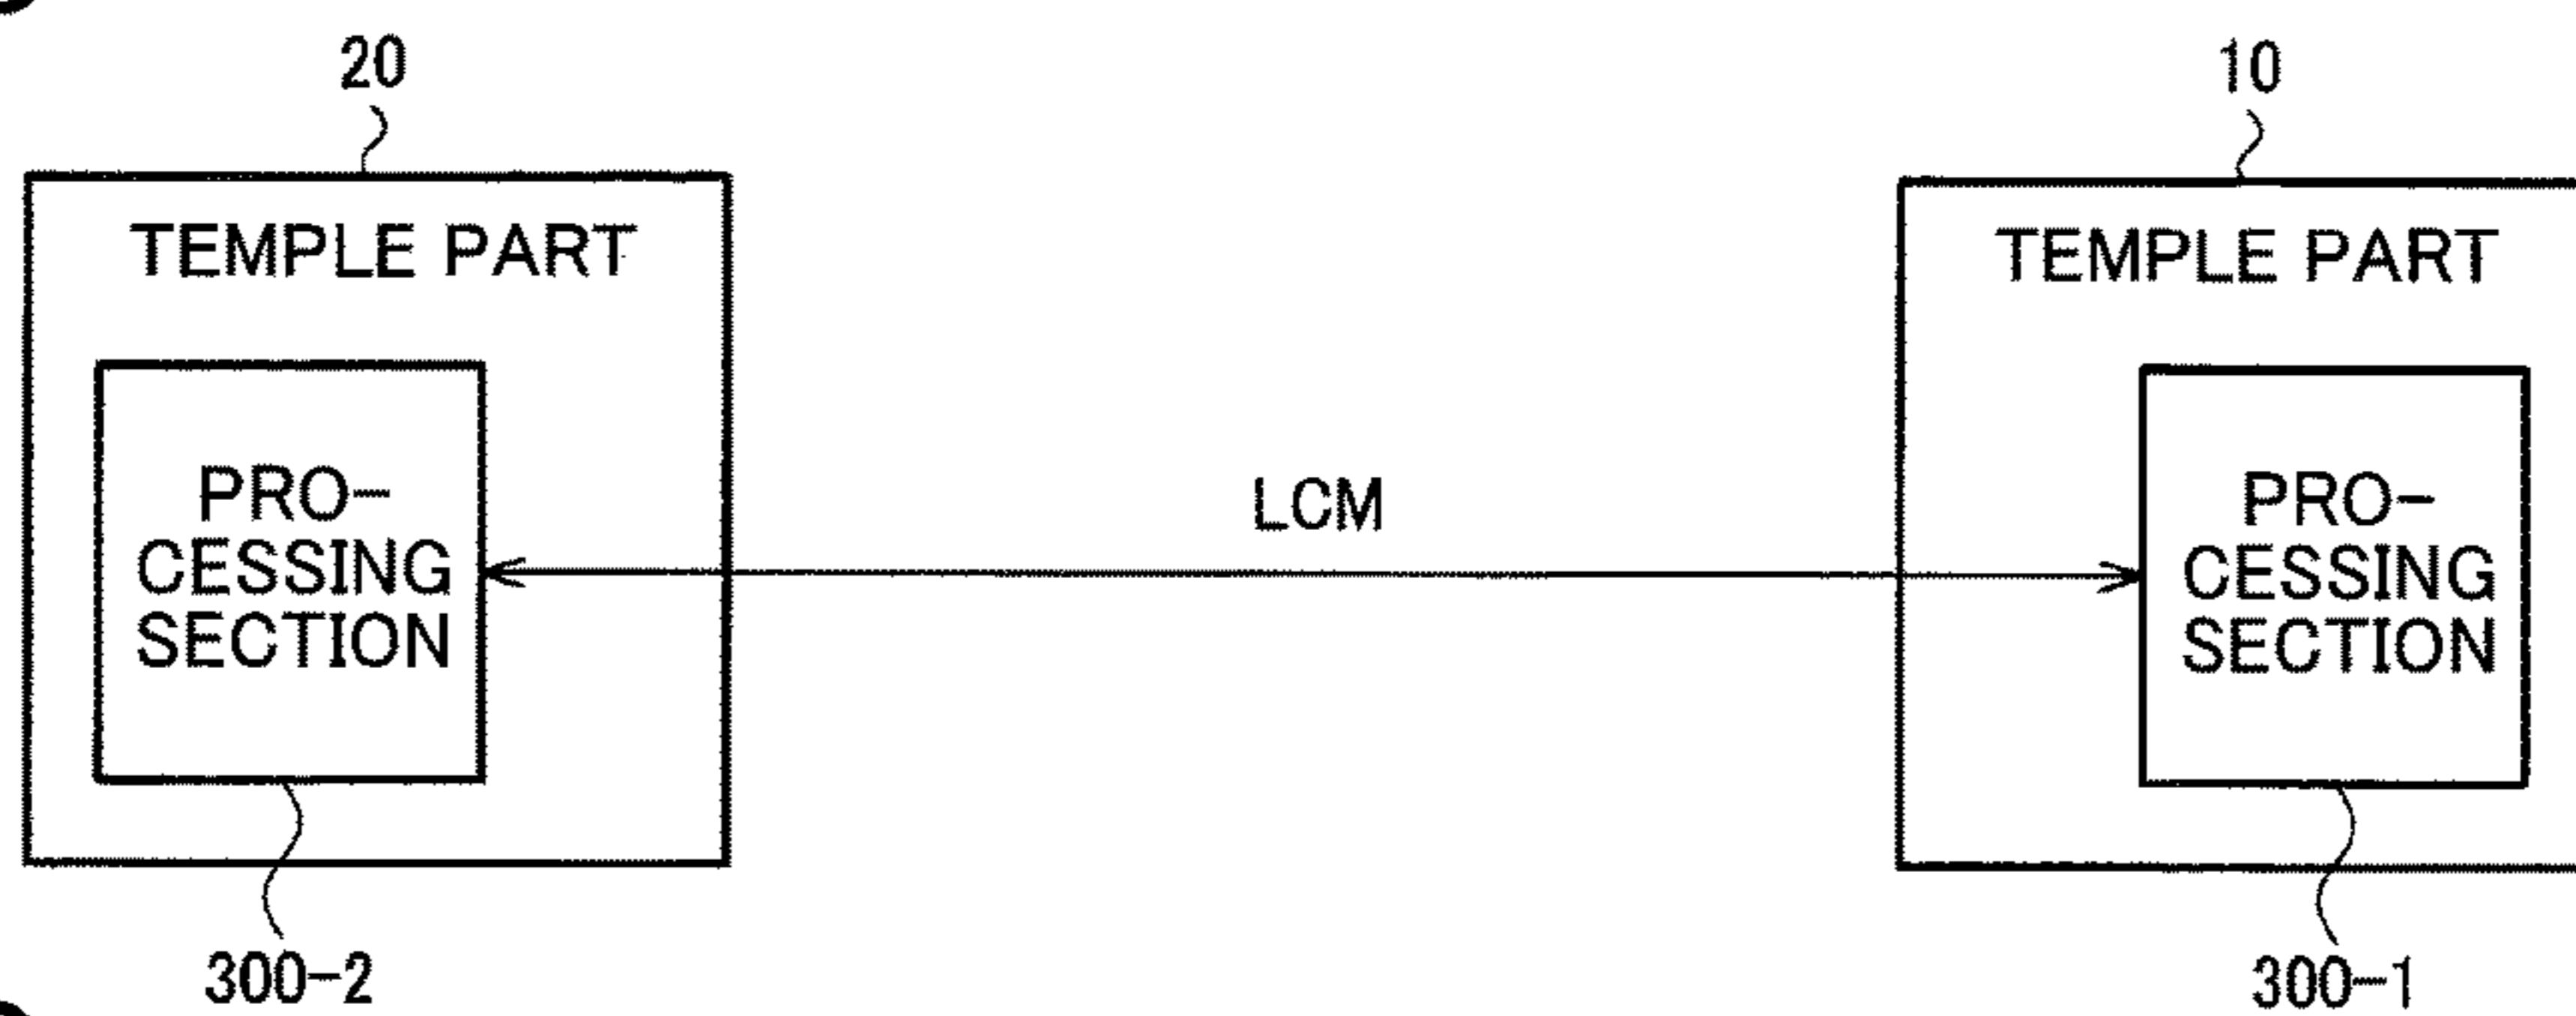 20
10
TEMPLE PART
TEMPLE PART
PRO-
CESSING
SECTION
LCM
PRO-
CESSING
SECTION
300-2
300-1